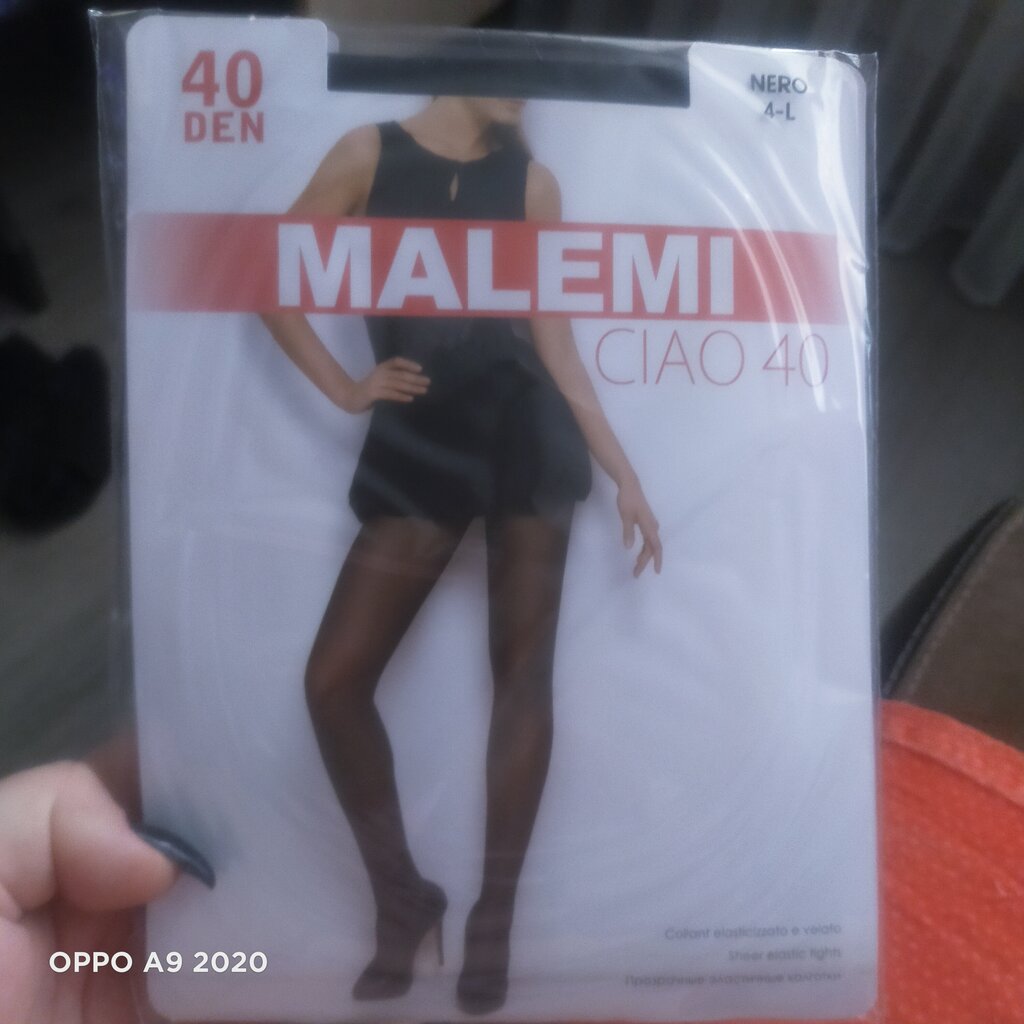 40
DEN
NERO
4-L
MALEMI
CIAO 40
Collant elasticizzato e velato
Sheer elastic tights
Прозрачные эластичные колготки
OPPO A9 2020